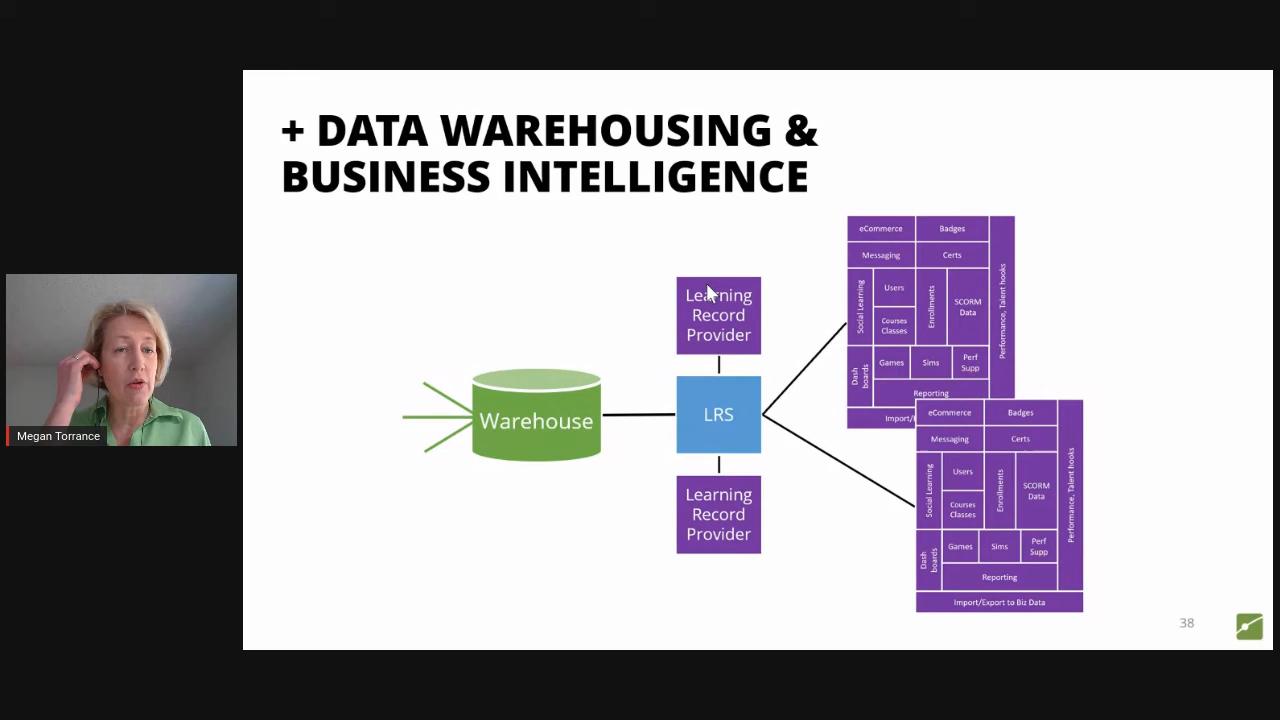 + DATA WAREHOUSING &
BUSINESS INTELLIGENCE
Megan Torrance
Warehouse
Learning
Record
Provider
LRS
Learning
Record
Provider
eCommerce
Badges
Messaging
Certs
Social Learning
Users
Courses
Classes
Enrollments
SCORM
Data
Performance, Talent hooks
Dash
boards
Games
Sims
Perf
Supp
Reporting
Import/
eCommerce
Badges
Messaging
Certs
Social Learning
Users
Courses
Classes
Enrollments
SCORM
Data
Performance, Talent hooks
Dash
boards
Games
Sims
Perf
Supp
Reporting
Import/Export to Biz Data
38